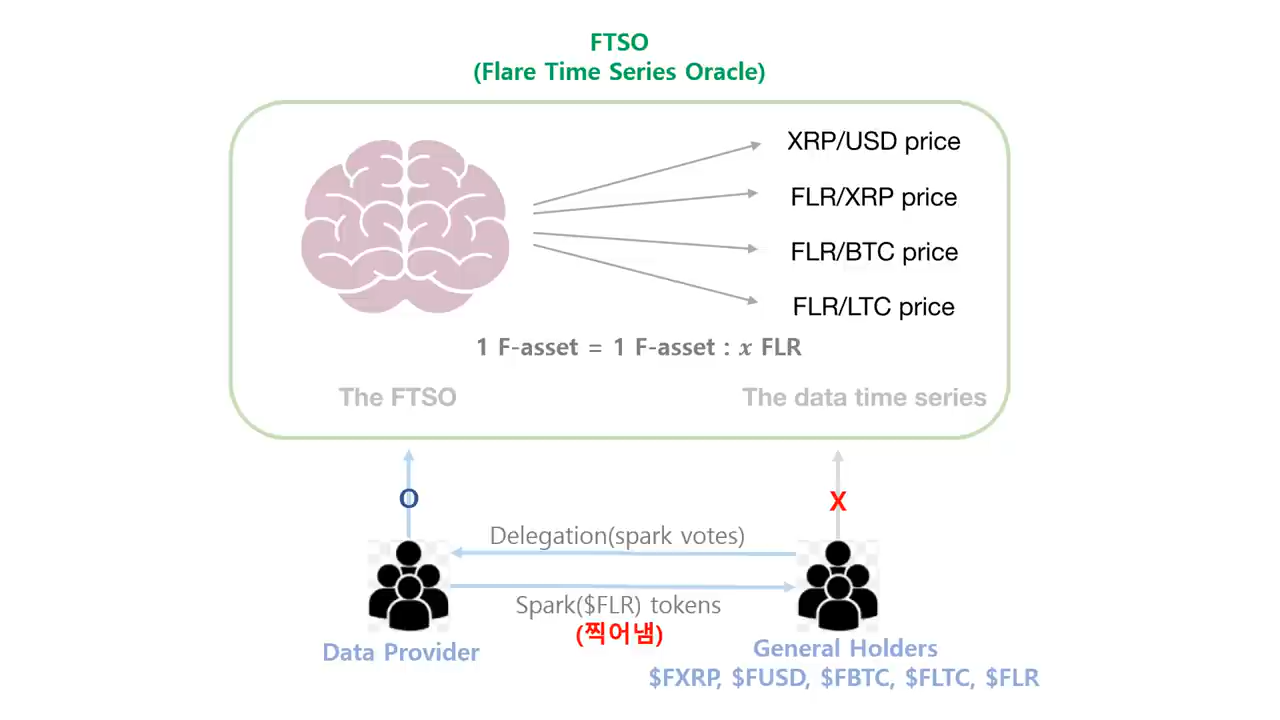 FTSO
(Flare Time Series Oracle)
XRP/USD price
FLR/XRP price
FLR/BTC price
FLR/LTC price
1 F-asset = 1 F-asset : x FLR
The FTSO
The data time series
O
X
Delegation(spark votes)
Spark($FLR) tokens
(찍어냄)
Data Provider
General Holders
$FXRP, $FUSD, $FBTC, $FLTC, $FLR